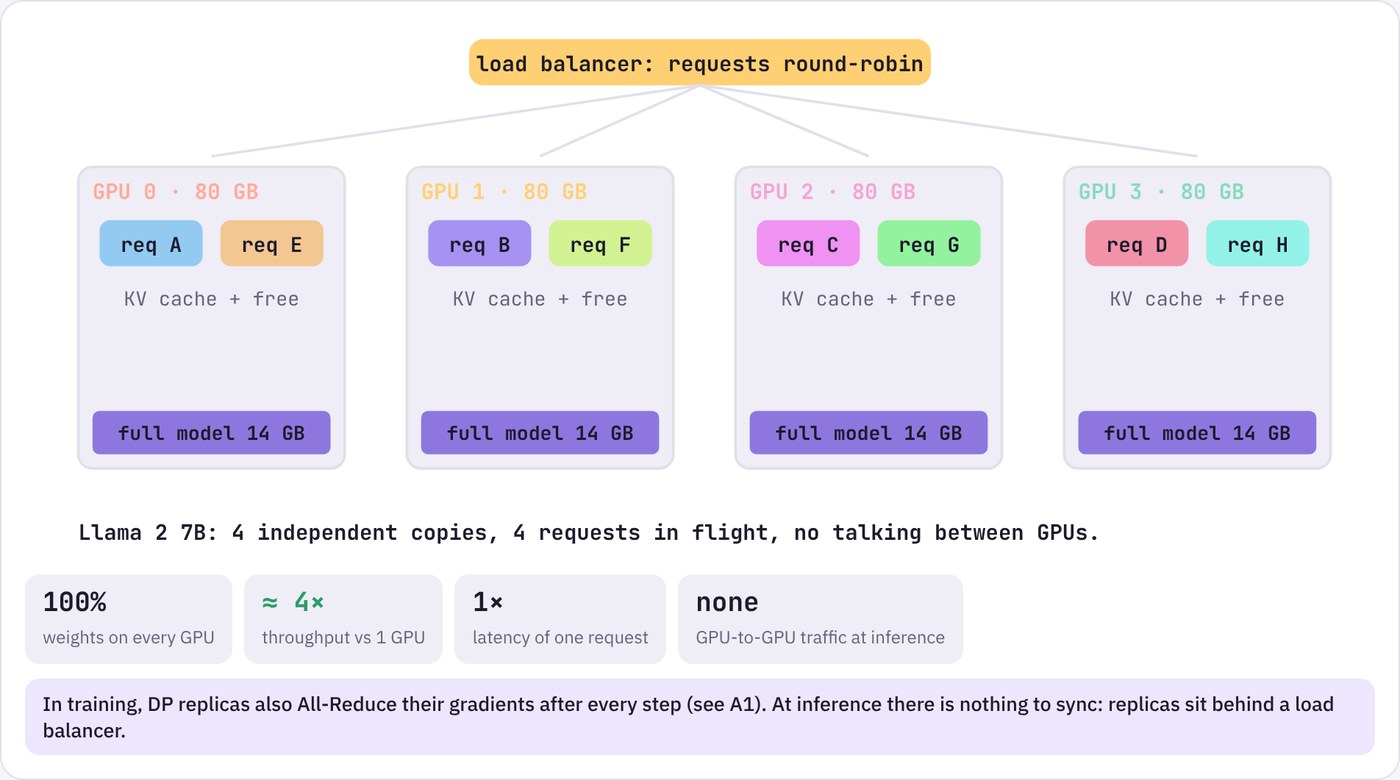 load balancer: requests round-robin
GPU 0 · 80 GB
req A
req E
KV cache + free
full model 14 GB
GPU 1 · 80 GB
req B
req F
KV cache + free
full model 14 GB
GPU 2 · 80 GB
req C
req G
KV cache + free
full model 14 GB
GPU 3 · 80 GB
req D
req H
KV cache + free
full model 14 GB
Llama 2 7B: 4 independent copies, 4 requests in flight, no talking between GPUs.
100%
weights on every GPU
≈ 4×
throughput vs 1 GPU
1×
latency of one request
none
GPU-to-GPU traffic at inference
In training, DP replicas also All-Reduce their gradients after every step (see A1). At inference there is nothing to sync: replicas sit behind a load
balancer.